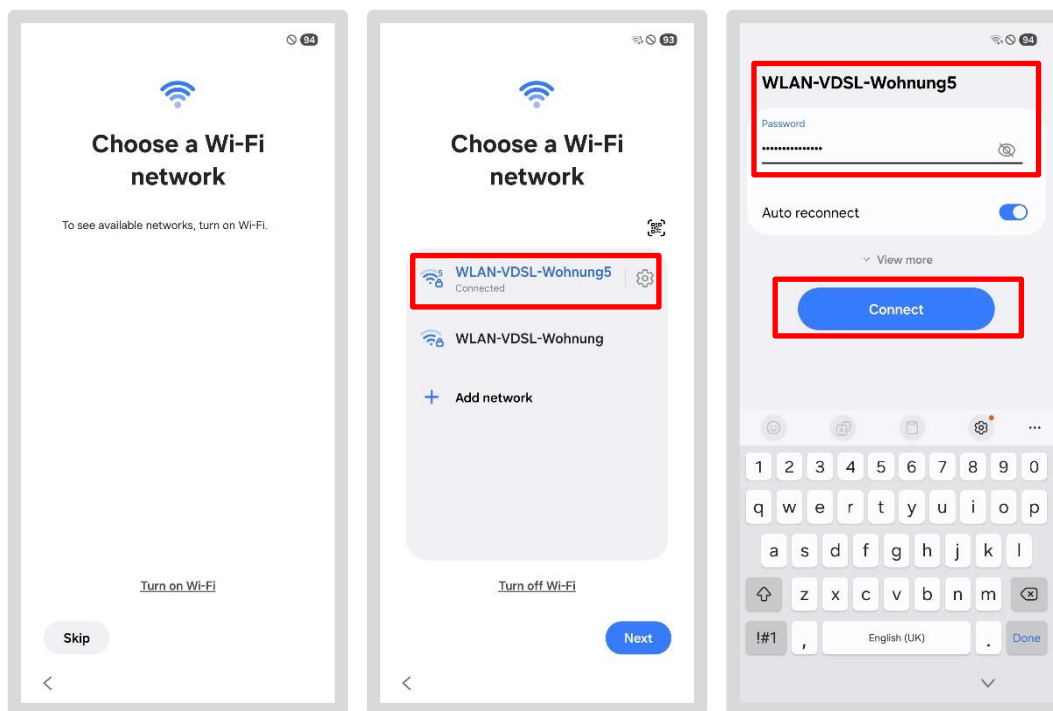 94
Choose a Wi-Fi
network
To see available networks, turn on Wi-Fi.
Turn on Wi-Fi
Skip
93
Choose a Wi-Fi
network
5
WLAN-VDSL-Wohnung5
Connected
WLAN-VDSL-Wohnung
+ Add network
Turn off Wi-Fi
Next
94
WLAN-VDSL-Wohnung5
Password
•••••••••••••••
Auto reconnect
View more
Connect
...
1 2 3 4 5 6 7 8 9 0
q w e r t y u i o p
a s d f g h j k l
z x c v b n m
!#1 , English (UK) . Done